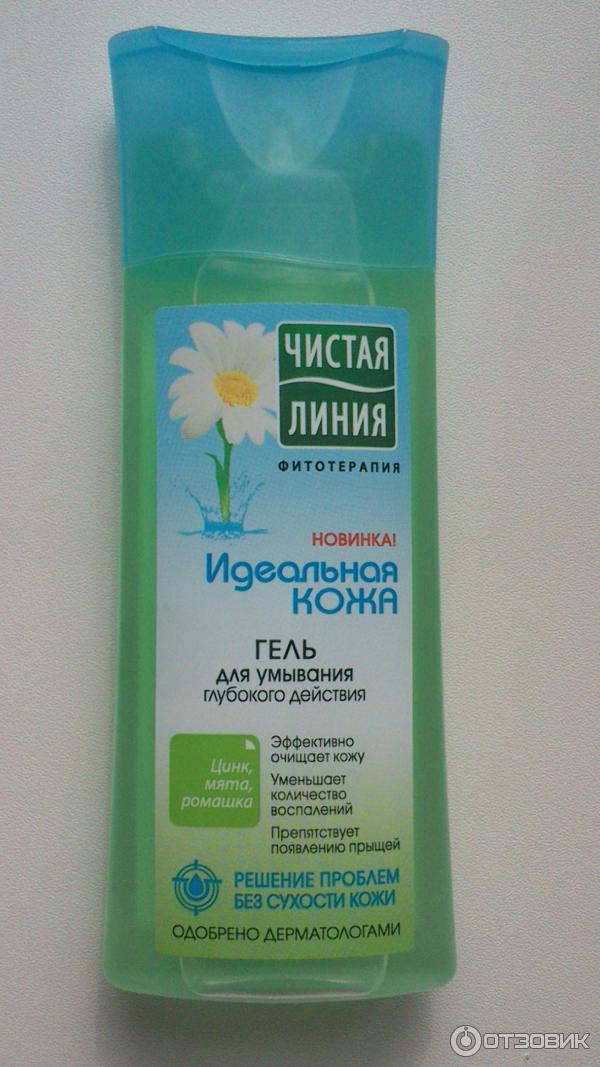 ЧИСТАЯ
ЛИНИЯ
ФИТОТЕРАПИЯ
НОВИНКА!
Идеальная
КОЖА
ГЕЛЬ
для умывания
глубокого действия
Цинк,
мята,
ромашка
Эффективно
очищает кожу
Уменьшает
количество
воспалений
Препятствует
появлению прыщей
РЕШЕНИЕ ПРОБЛЕМ
БЕЗ СУХОСТИ КОЖИ
ОДОБРЕНО ДЕРМАТОЛОГАМИ
ОТЗОВИК